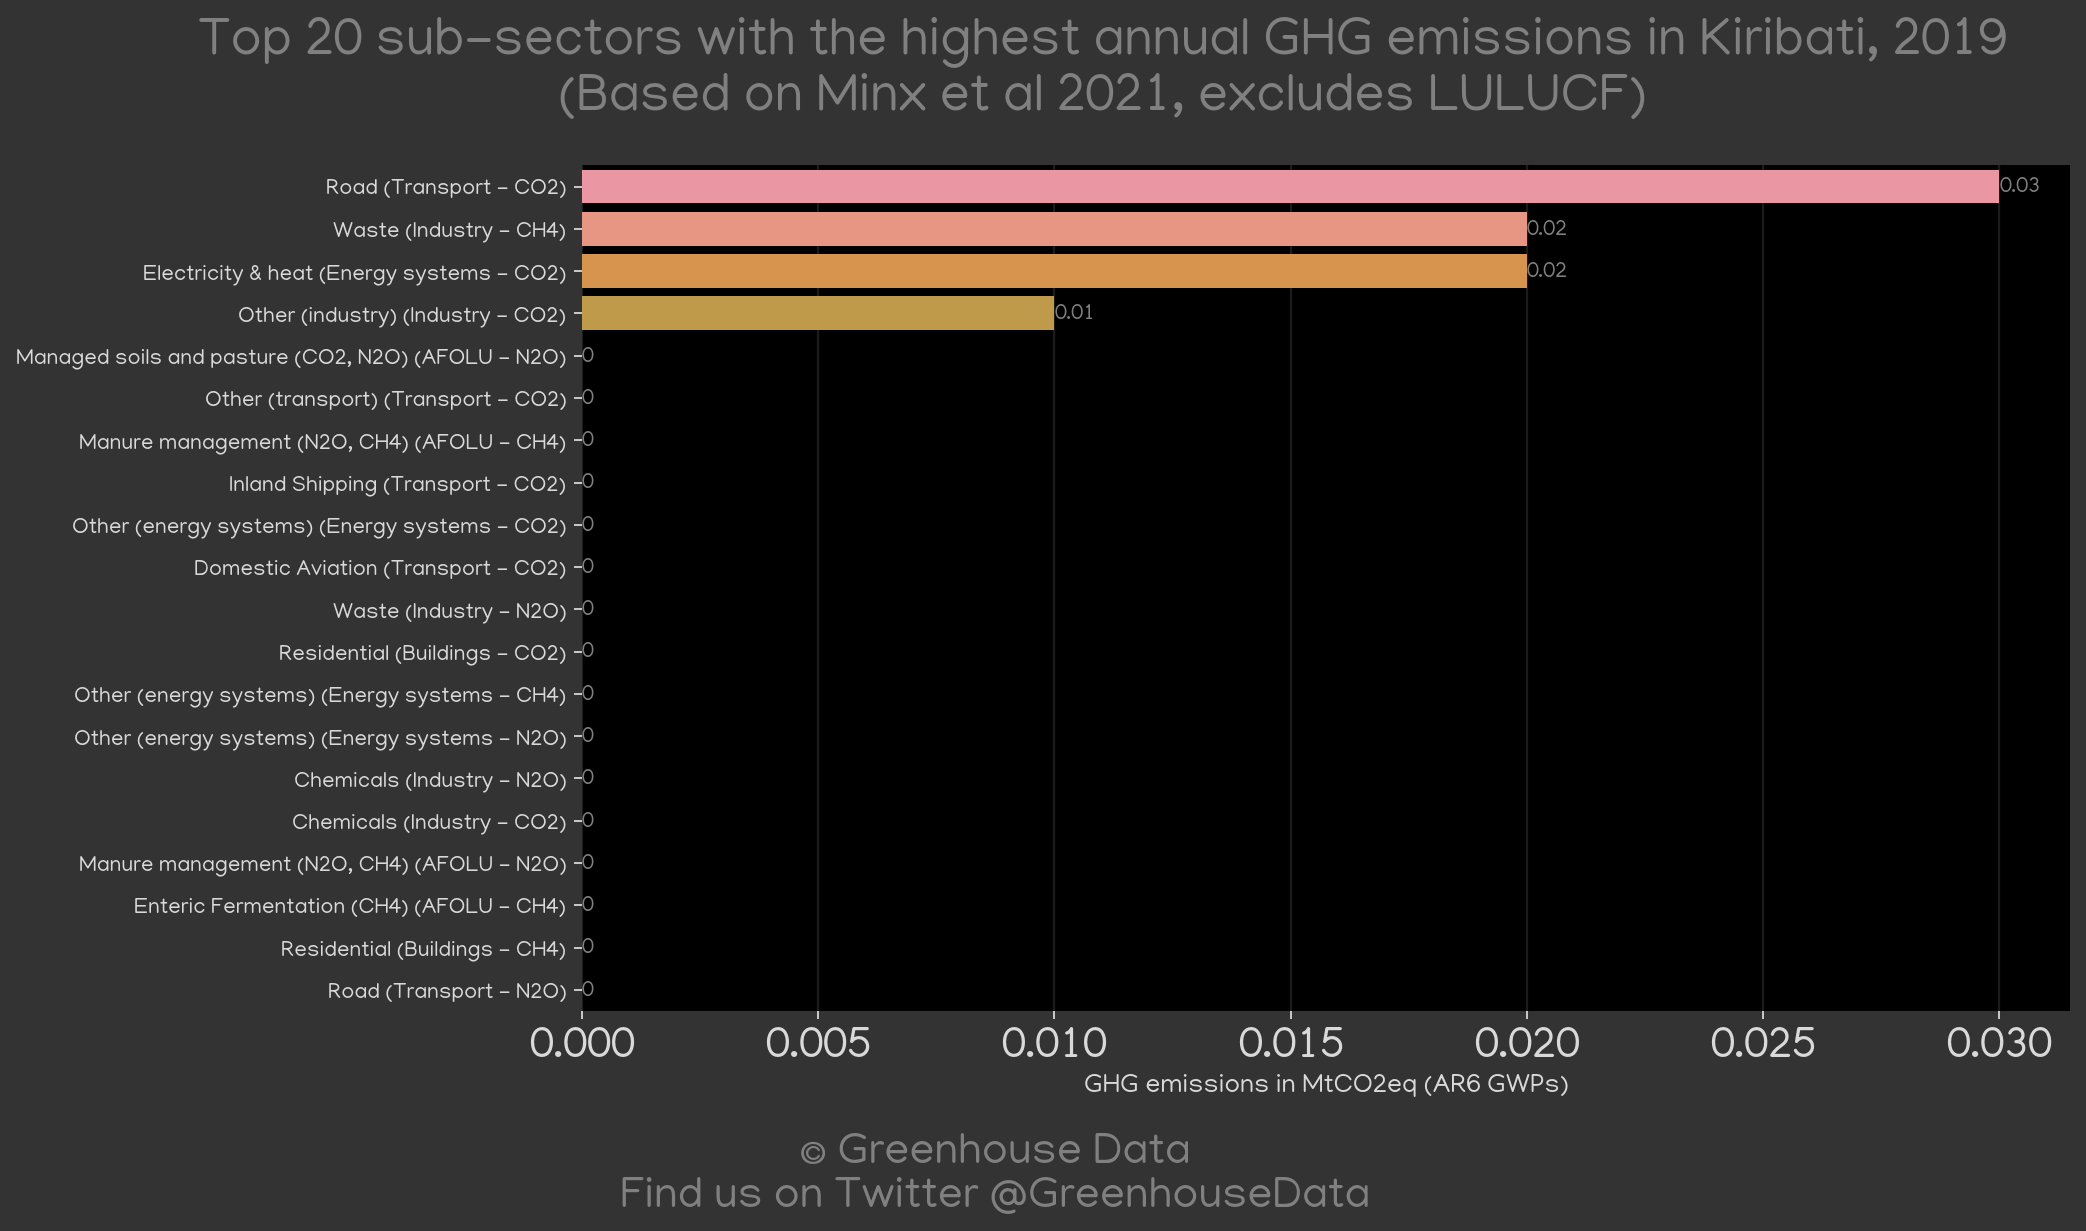 Top 20 sub-sectors with the highest annual GHG emissions in Kiribati, 2019
(Based on Minx et al 2021, excludes LULUCF)
Road (Transport - CO2) 0.03
Waste (Industry - CH4) 0.02
Electricity & heat (Energy systems - CO2) 0.02
Other (industry) (Industry - CO2) 0.01
Managed soils and pasture (CO2, N2O) (AFOLU - N2O) 0
Other (transport) (Transport - CO2) 0
Manure management (N2O, CH4) (AFOLU - CH4) 0
Inland Shipping (Transport - CO2) 0
Other (energy systems) (Energy systems - CO2) 0
Domestic Aviation (Transport - CO2) 0
Waste (Industry - N2O) 0
Residential (Buildings - CO2) 0
Other (energy systems) (Energy systems - CH4) 0
Other (energy systems) (Energy systems - N2O) 0
Chemicals (Industry - N2O) 0
Chemicals (Industry - CO2) 0
Manure management (N2O, CH4) (AFOLU - N2O) 0
Enteric Fermentation (CH4) (AFOLU - CH4) 0
Residential (Buildings - CH4) 0
Road (Transport - N2O) 0
0.000 0.005 0.010 0.015 0.020 0.025 0.030
GHG emissions in MtCO2eq (AR6 GWPs)
© Greenhouse Data
Find us on Twitter @GreenhouseData